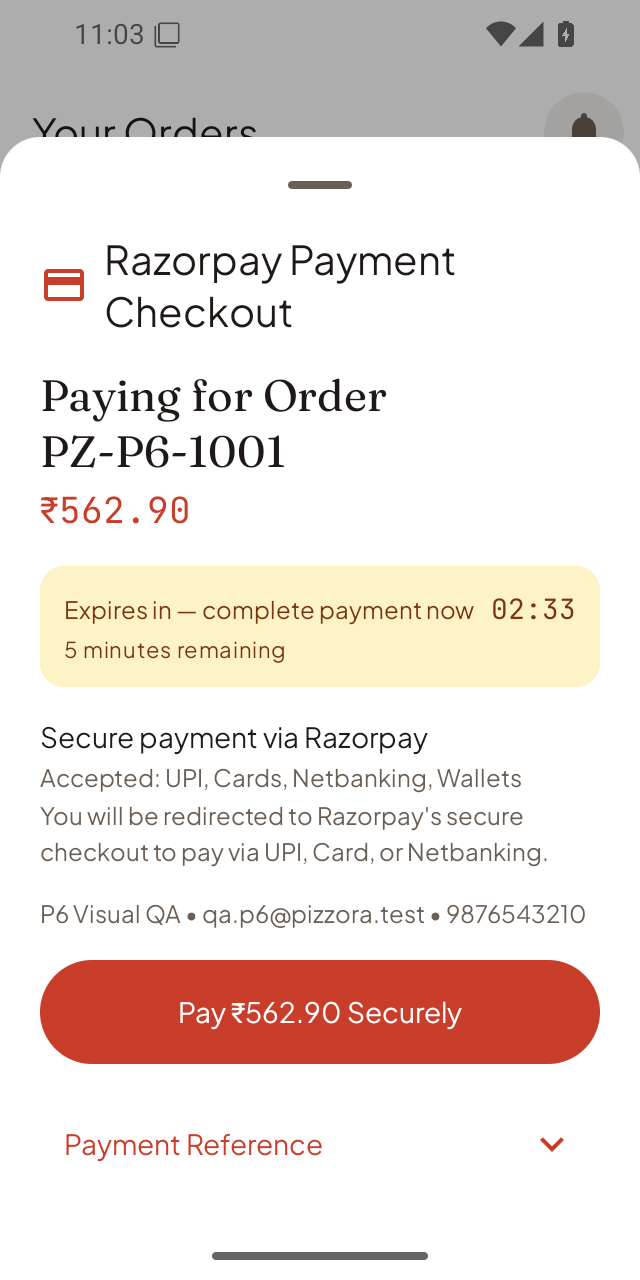 11:03
Your Orders
Razorpay Payment
Checkout
Paying for Order
PZ-P6-1001
₹562.90
Expires in — complete payment now 02:33
5 minutes remaining
Secure payment via Razorpay
Accepted: UPI, Cards, Netbanking, Wallets
You will be redirected to Razorpay's secure
checkout to pay via UPI, Card, or Netbanking.
P6 Visual QA • qa.p6@pizzora.test • 9876543210
Pay ₹562.90 Securely
Payment Reference